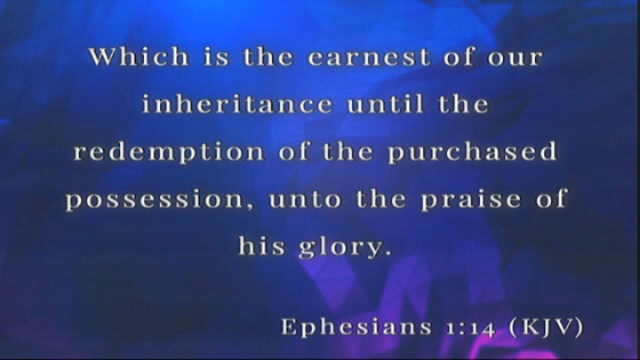 Which is the earnest of our
inheritance until the
redemption of the purchased
possession, unto the praise of
his glory.
Ephesians 1:14 (KJV)